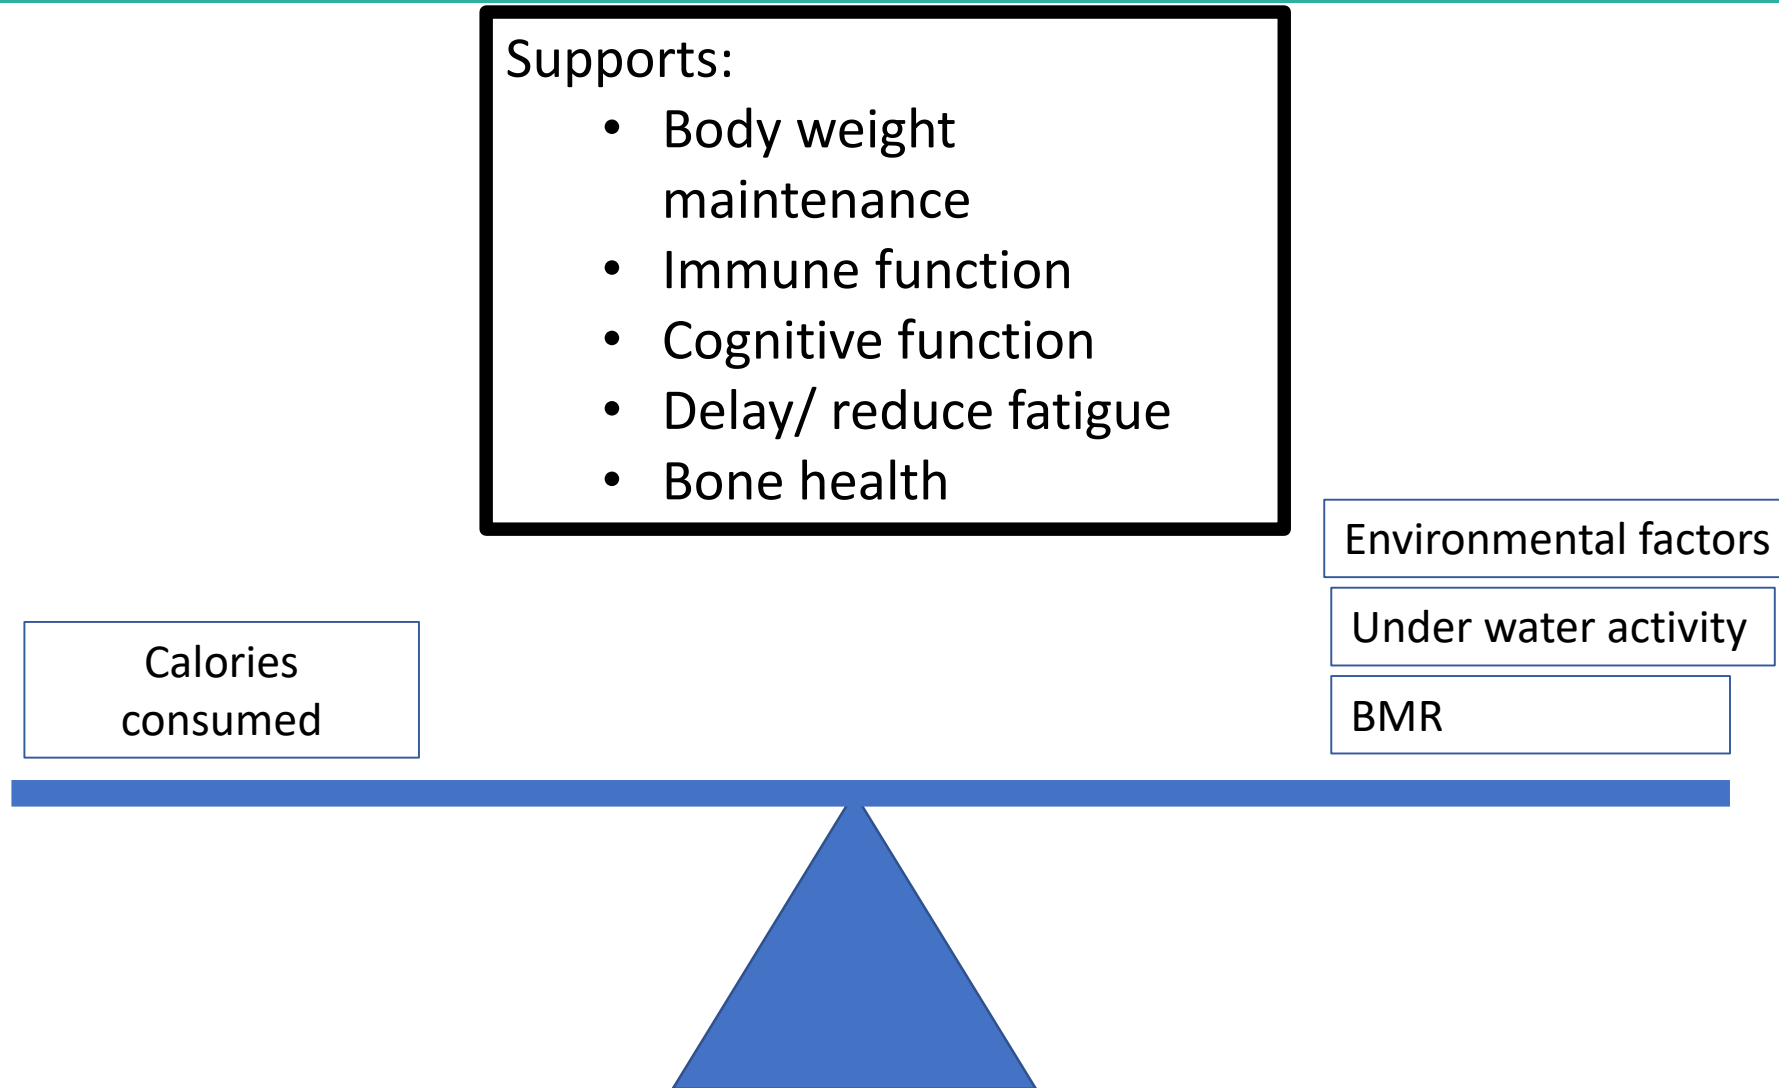 Supports:
• Body weight
maintenance
• Immune function
• Cognitive function
• Delay/ reduce fatigue
• Bone health
Environmental factors
Under water activity
BMR
Calories
consumed